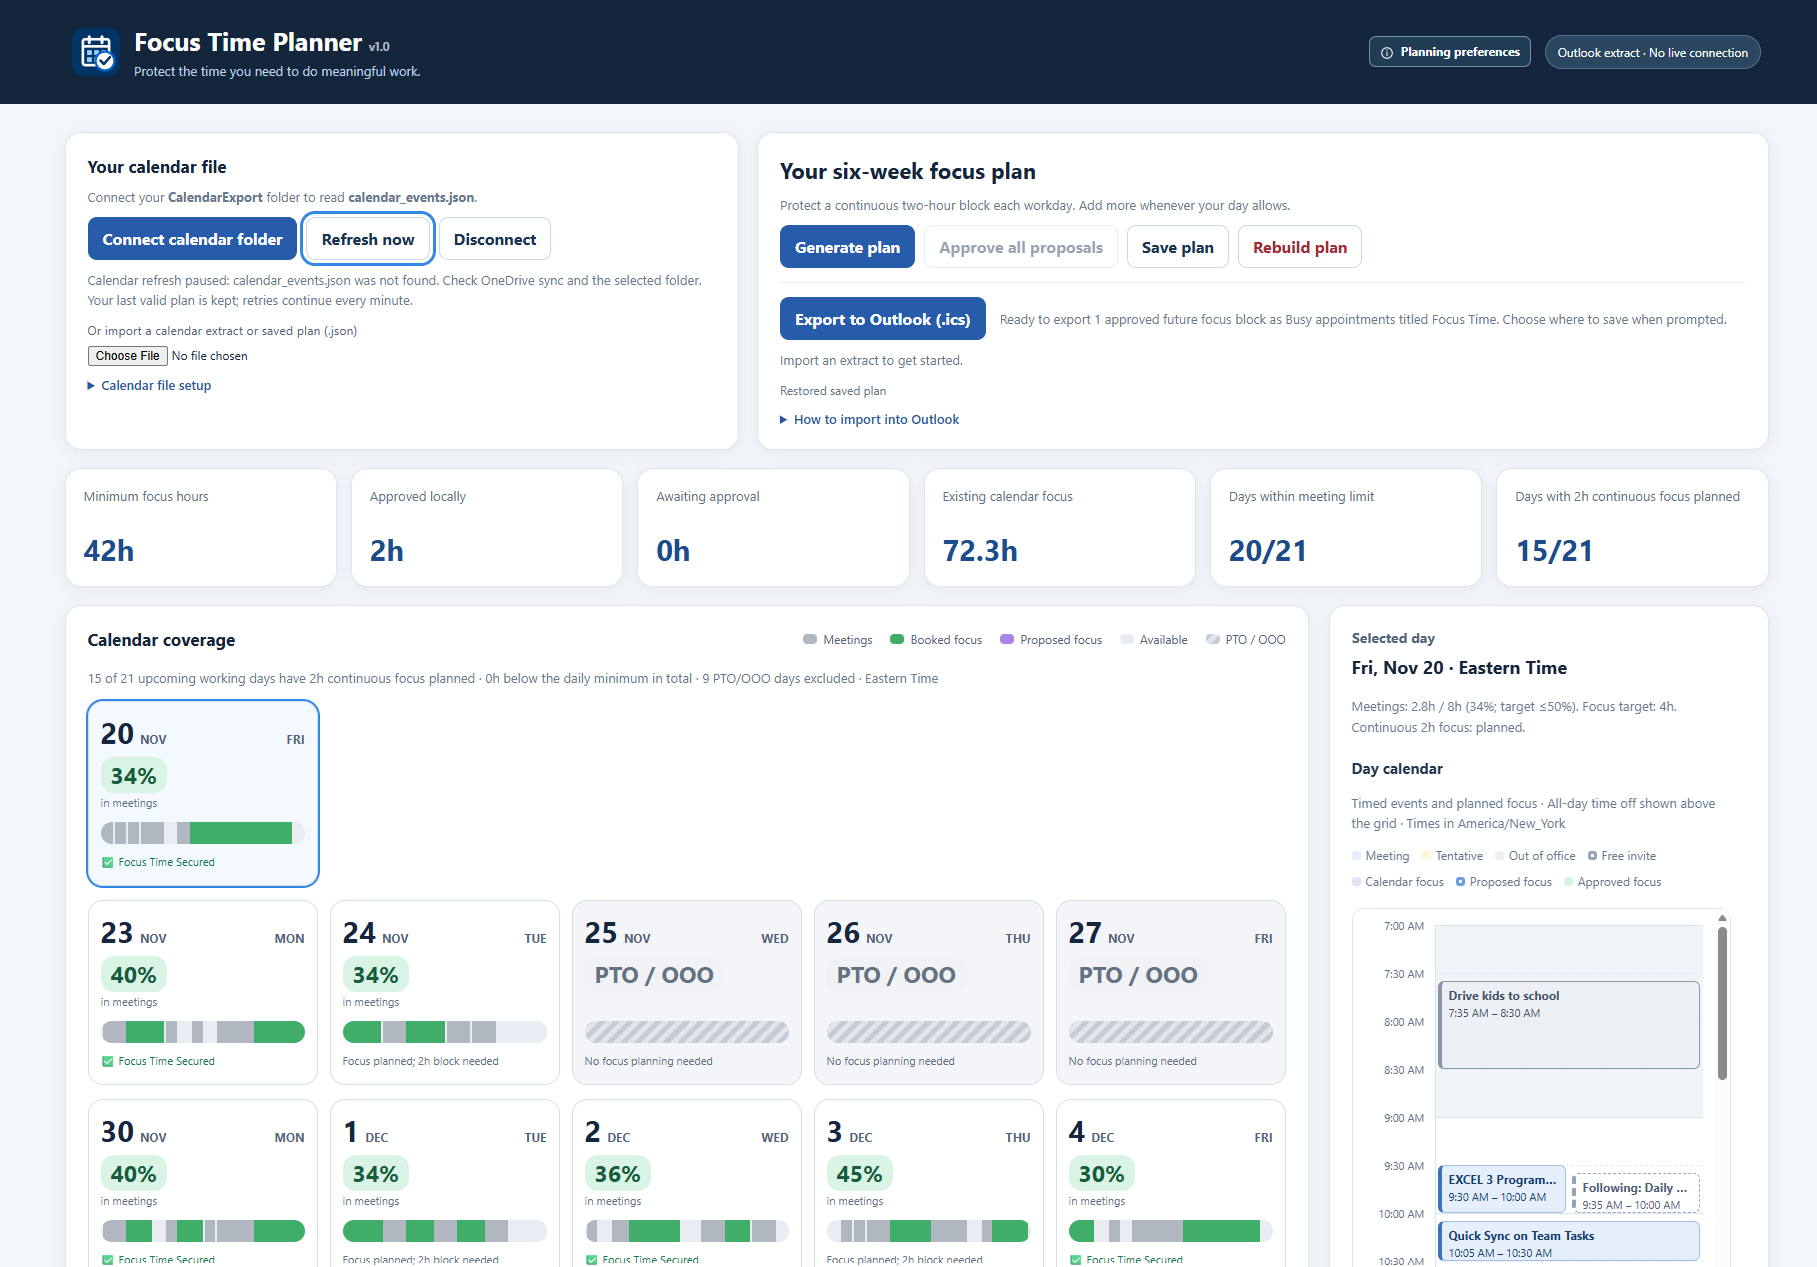 Focus Time Planner v1.0
Protect the time you need to do meaningful work.
Planning preferences
Outlook extract · No live connection
Your calendar file
Connect your CalendarExport folder to read calendar_events.json.
Connect calendar folder
Refresh now
Disconnect
Calendar refresh paused: calendar_events.json was not found. Check OneDrive sync and the selected folder.
Your last valid plan is kept; retries continue every minute.
Or import a calendar extract or saved plan (.json)
Choose File No file chosen
Calendar file setup
Your six-week focus plan
Protect a continuous two-hour block each workday. Add more whenever your day allows.
Generate plan
Approve all proposals
Save plan
Rebuild plan
Export to Outlook (.ics)
Ready to export 1 approved future focus block as Busy appointments titled Focus Time. Choose where to save when prompted.
Import an extract to get started.
Restored saved plan
How to import into Outlook
Minimum focus hours
42h
Approved locally
2h
Awaiting approval
0h
Existing calendar focus
72.3h
Days within meeting limit
20/21
Days with 2h continuous focus planned
15/21
Calendar coverage
Meetings
Booked focus
Proposed focus
Available
PTO / OOO
15 of 21 upcoming working days have 2h continuous focus planned · 0h below the daily minimum in total · 9 PTO/OOO days excluded · Eastern Time
20 NOV FRI
34%
in meetings
Focus Time Secured
23 NOV MON
40%
in meetings
Focus Time Secured
24 NOV TUE
34%
in meetings
Focus planned; 2h block needed
25 NOV WED
PTO / OOO
No focus planning needed
26 NOV THU
PTO / OOO
No focus planning needed
27 NOV FRI
PTO / OOO
No focus planning needed
30 NOV MON
40%
in meetings
Focus Time Secured
1 DEC TUE
34%
in meetings
Focus planned; 2h block needed
2 DEC WED
36%
in meetings
Focus Time Secured
3 DEC THU
45%
in meetings
Focus planned; 2h block needed
4 DEC FRI
30%
in meetings
Focus Time Secured
Selected day
Fri, Nov 20 · Eastern Time
Meetings: 2.8h / 8h (34%; target ≤50%). Focus target: 4h.
Continuous 2h focus: planned.
Day calendar
Timed events and planned focus · All-day time off shown above
the grid · Times in America/New_York
Meeting
Tentative
Out of office
Free invite
Calendar focus
Proposed focus
Approved focus
7:00 AM
7:30 AM
Drive kids to school
7:35 AM – 8:30 AM
8:00 AM
8:30 AM
9:00 AM
9:30 AM
EXCEL 3 Program...
9:30 AM – 10:00 AM
Following: Daily ...
9:35 AM – 10:00 AM
10:00 AM
Quick Sync on Team Tasks
10:05 AM – 10:30 AM
10:30 AM